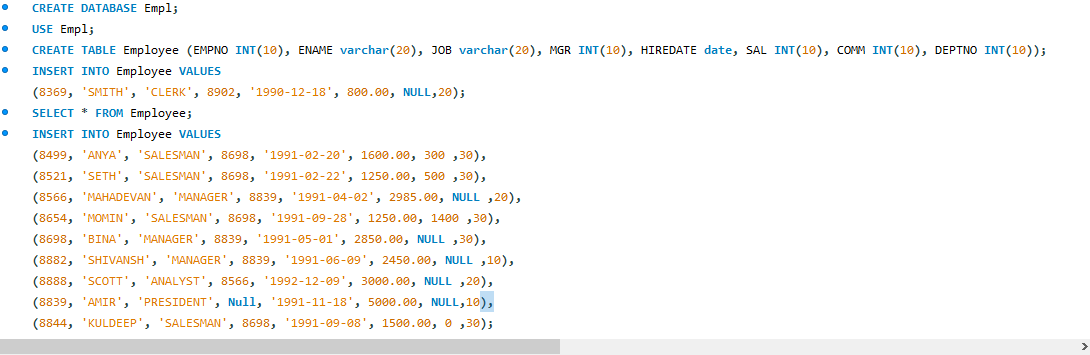 CREATE DATABASE Empl;
USE Empl;
CREATE TABLE Employee (EMPNO INT(10), ENAME varchar(20), JOB varchar(20), MGR INT(10), HIREDATE date, SAL INT(10), COMM INT(10), DEPTNO INT(10));
INSERT INTO Employee VALUES
(8369, 'SMITH', 'CLERK', 8902, '1990-12-18', 800.00, NULL,20);
SELECT * FROM Employee;
INSERT INTO Employee VALUES
(8499, 'ANYA', 'SALESMAN', 8698, '1991-02-20', 1600.00, 300 ,30),
(8521, 'SETH', 'SALESMAN', 8698, '1991-02-22', 1250.00, 500 ,30),
(8566, 'MAHADEVAN', 'MANAGER', 8839, '1991-04-02', 2985.00, NULL ,20),
(8654, 'MOMIN', 'SALESMAN', 8698, '1991-09-28', 1250.00, 1400 ,30),
(8698, 'BINA', 'MANAGER', 8839, '1991-05-01', 2850.00, NULL ,30),
(8882, 'SHIVANSH', 'MANAGER', 8839, '1991-06-09', 2450.00, NULL ,10),
(8888, 'SCOTT', 'ANALYST', 8566, '1992-12-09', 3000.00, NULL ,20),
(8839, 'AMIR', 'PRESIDENT', Null, '1991-11-18', 5000.00, NULL,10),
(8844, 'KULDEEP', 'SALESMAN', 8698, '1991-09-08', 1500.00, 0 ,30);